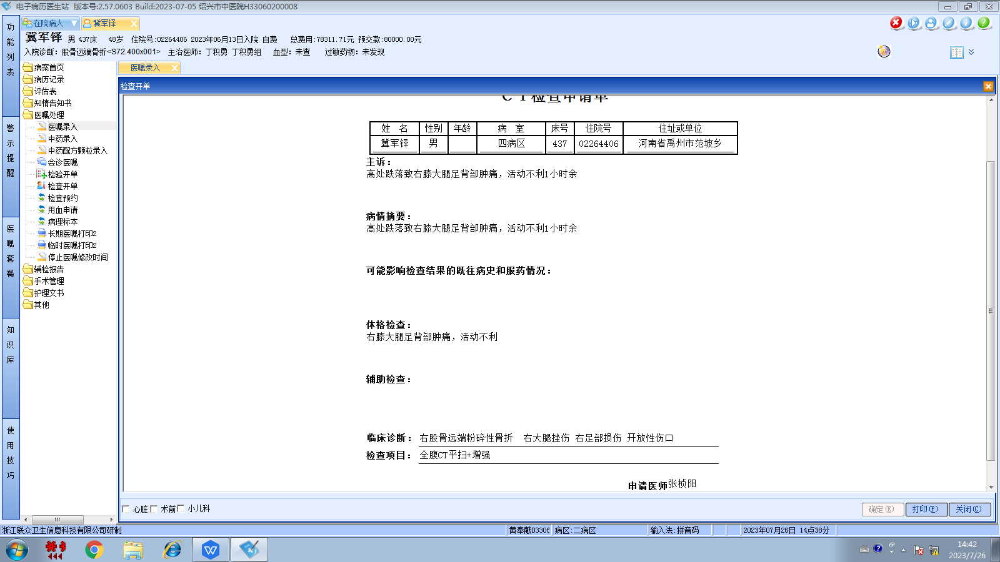 电子病历医生站 版本号:2.57.0603 Build:2023-07-05 绍兴市中医院H33060200008
功能列表
警示提醒
医嘱套餐
知识库
使用技巧
在院病人
冀军铎
冀军铎 男 437床 48岁 住院号:02264406 2023年06月13日入院 自费 总费用:78311.71元 预交款:80000.00元
入院诊断: 股骨远端骨折<S72.400x001> 主治医师: 丁积勇 丁积勇组 血型: 未查 过敏药物: 未发现
病案首页
病历记录
评估表
知情告知书
医嘱处理
医嘱录入
中药录入
中药配方颗粒录入
会诊医嘱
检验开单
检查开单
检查预约
用血申请
病理标本
长期医嘱打印2
临时医嘱打印2
停止医嘱修改时间
辅检报告
手术管理
护理文书
其他
医嘱录入
检查开单
CT检查申请单
姓 名 性别 年龄 病 室 床号 住院号 住址或单位
冀军铎 男 四病区 437 02264406 河南省禹州市范坡乡
主诉:
高处跌落致右膝大腿足背部肿痛, 活动不利1小时余
病情摘要:
高处跌落致右膝大腿足背部肿痛, 活动不利1小时余
可能影响检查结果的既往病史和服药情况:
体格检查:
右膝大腿足背部肿痛, 活动不利
辅助检查:
临床诊断: 右股骨远端粉碎性骨折 右大腿挫伤 右足部损伤 开放性伤口
检查项目: 全腹CT平扫+增强
申请医师 张桢阳
心脏 术前 小儿科
确定(E) 打印(P) 关闭(C)
浙江联众卫生信息科技有限公司研制 黄奉献D3306 病区:二病区 输入法:拼音码 2023年07月26日 14点38分
14:42
2023/7/26